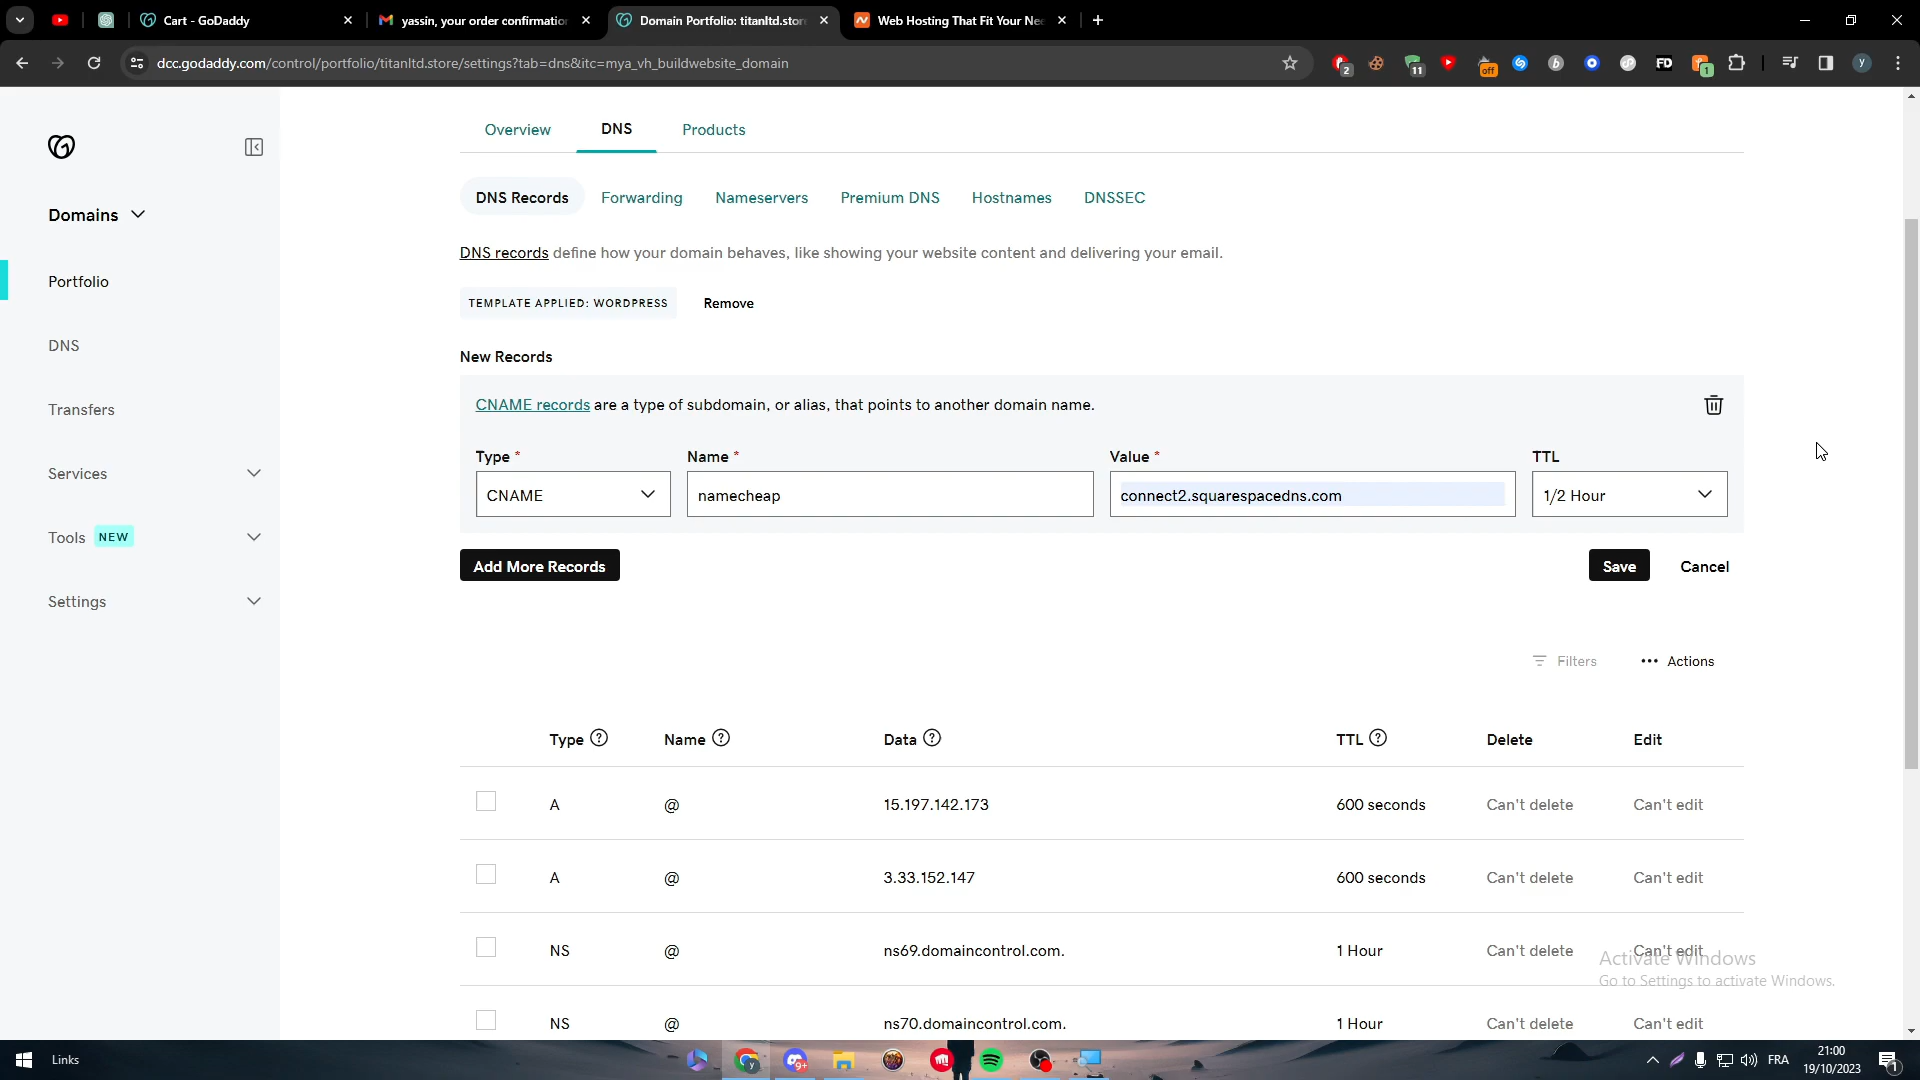 Cart - GoDaddy
yassin, your order confirmation
Domain Portfolio: titanltd.store
Web Hosting That Fit Your Ne
dcc.godaddy.com/control/portfolio/titanltd.store/settings?tab=dns&itc=mya_vh_buildwebsite_domain
2
11
off
b
FD
1
y
Overview
DNS
Products
Domains
Portfolio
DNS
Transfers
Services
Tools NEW
Settings
DNS Records
Forwarding
Nameservers
Premium DNS
Hostnames
DNSSEC
DNS records define how your domain behaves, like showing your website content and delivering your email.
TEMPLATE APPLIED: WORDPRESS
Remove
New Records
CNAME records are a type of subdomain, or alias, that points to another domain name.
Type *
Name *
Value *
TTL
CNAME
namecheap
connect2.squarespacedns.com
1/2 Hour
Add More Records
Save
Cancel
Filters
Actions
Type
Name
Data
TTL
Delete
Edit
A @ 15.197.142.173 600 seconds Can't delete Can't edit
A @ 3.33.152.147 600 seconds Can't delete Can't edit
NS @ ns69.domaincontrol.com. 1 Hour Can't delete Can't edit
NS @ ns70.domaincontrol.com. 1 Hour Can't delete Can't edit
Activate Windows
Go to Settings to activate Windows.
Links
9+
FRA
21:00
19/10/2023
1